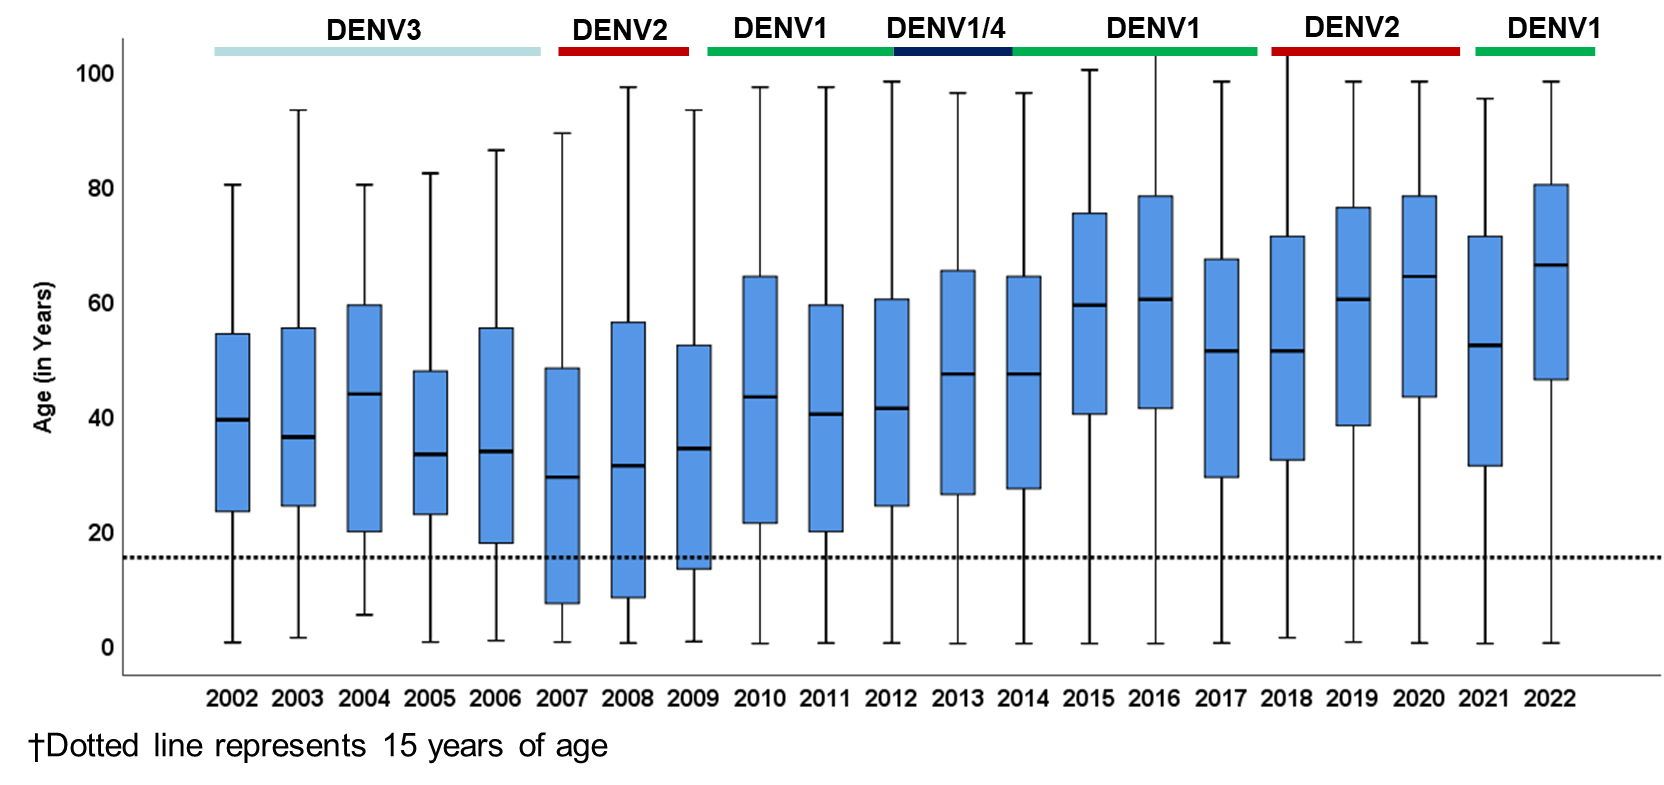 DENV3 DENV2 DENV1 DENV1/4 DENV1 DENV2 DENV1
100
80
60
40
20
0
Age (in Years)
2002 2003 2004 2005 2006 2007 2008 2009 2010 2011 2012 2013 2014 2015 2016 2017 2018 2019 2020 2021 2022
†Dotted line represents 15 years of age